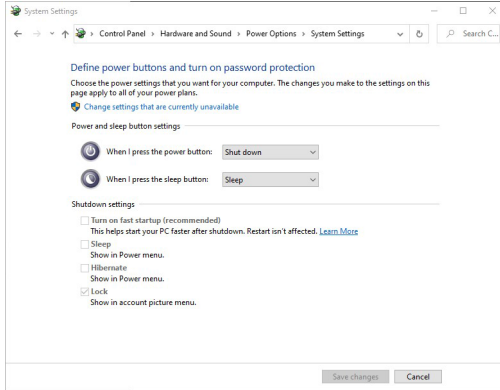 System Settings
Control Panel > Hardware and Sound > Power Options > System Settings
Search C...
Define power buttons and turn on password protection
Choose the power settings that you want for your computer. The changes you make to the settings on this
page apply to all of your power plans.
Change settings that are currently unavailable
Power and sleep button settings
When I press the power button: Shut down
When I press the sleep button: Sleep
Shutdown settings
Turn on fast startup (recommended)
This helps start your PC faster after shutdown. Restart isn't affected. Learn More
Sleep
Show in Power menu.
Hibernate
Show in Power menu.
Lock
Show in account picture menu.
Save changes Cancel